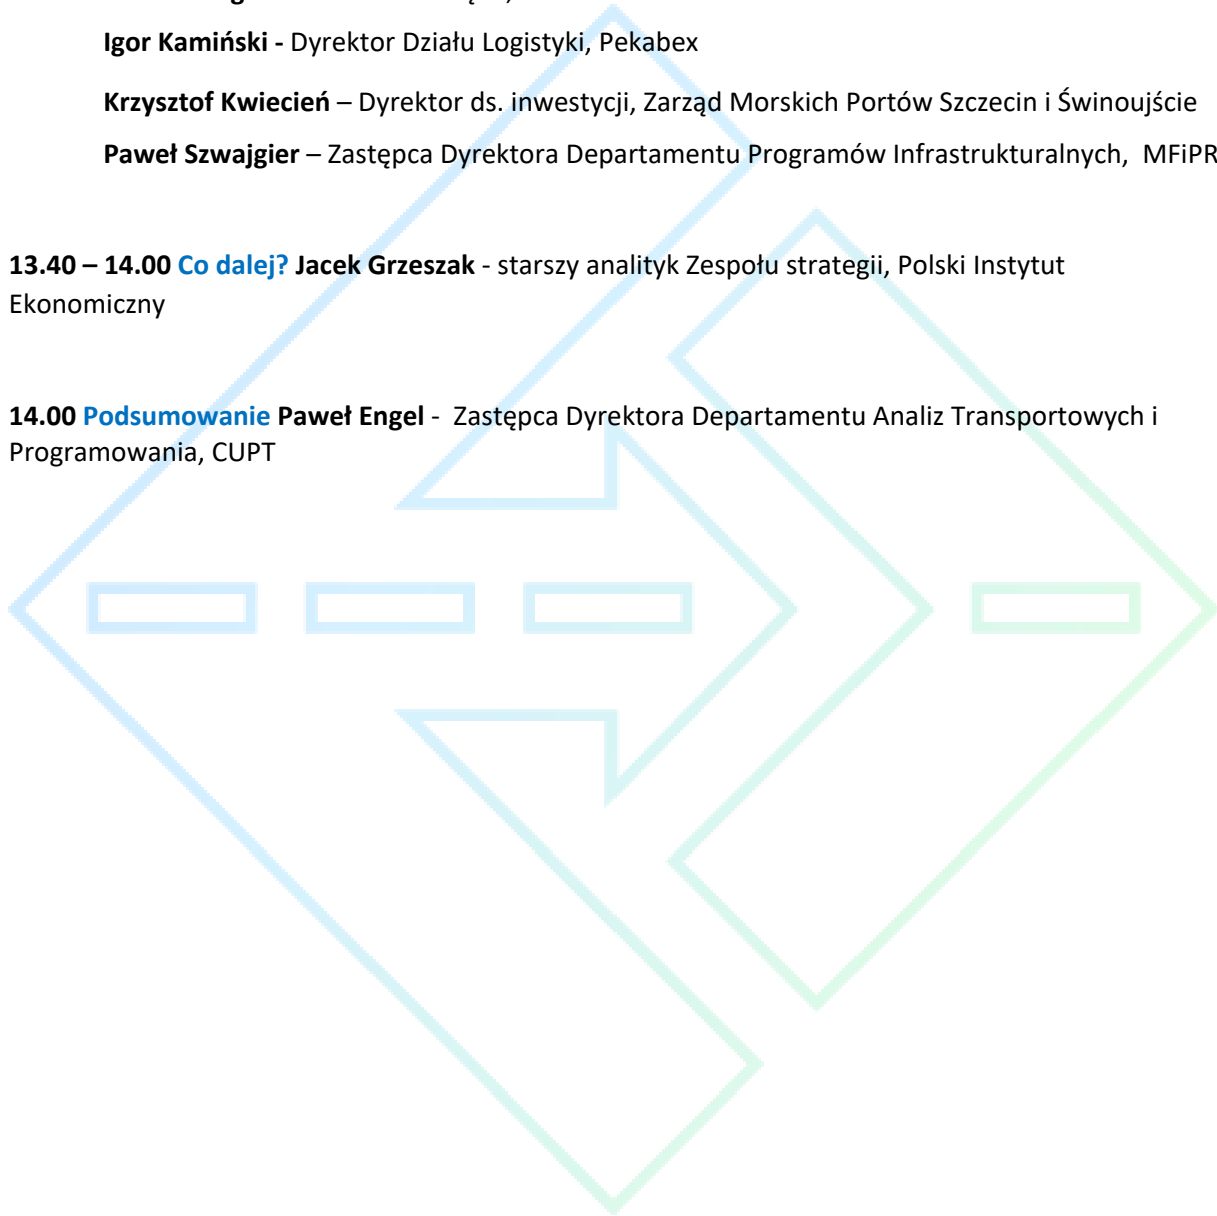 Igor Kamiński - Dyrektor Działu Logistyki, Pekabex
Krzysztof Kwiecień – Dyrektor ds. inwestycji, Zarząd Morskich Portów Szczecin i Świnoujście
Paweł Szwajgier – Zastępca Dyrektora Departamentu Programów Infrastrukturalnych, MFiPR
13.40 – 14.00 Co dalej? Jacek Grzeszak - starszy analityk Zespołu strategii, Polski Instytut
Ekonomiczny
14.00 Podsumowanie Paweł Engel - Zastępca Dyrektora Departamentu Analiz Transportowych i
Programowania, CUPT